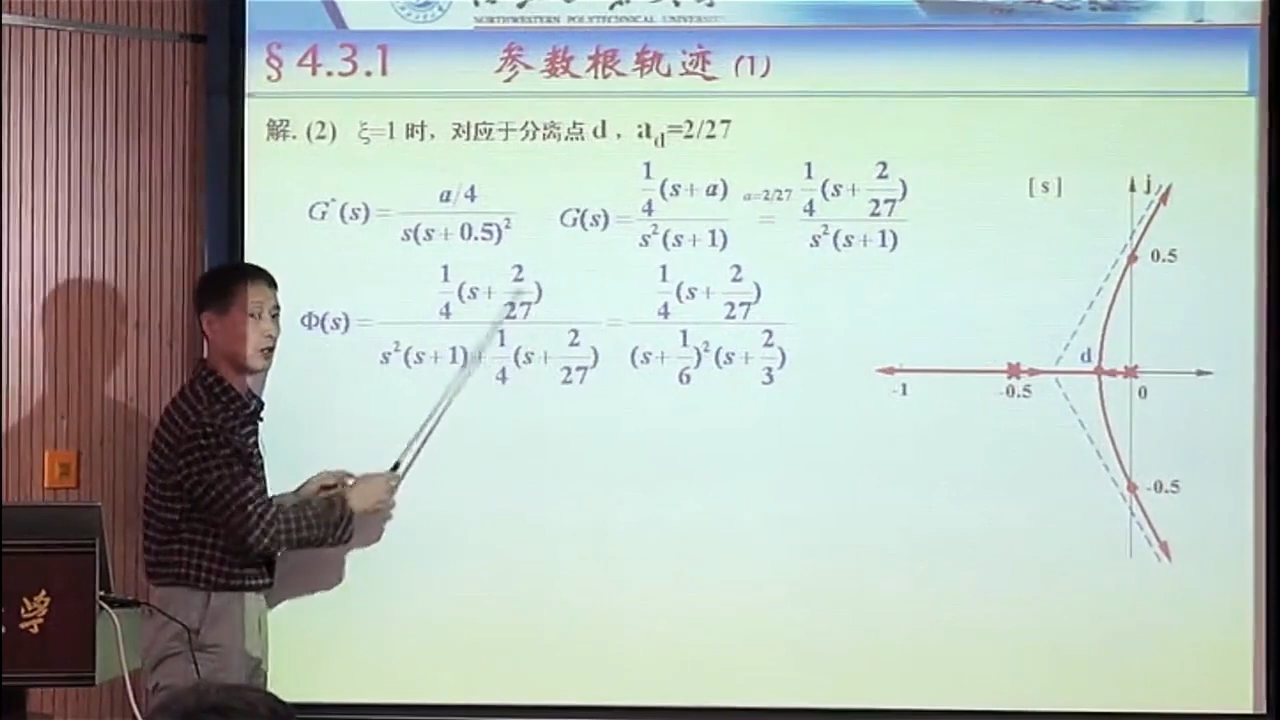 NORTHWESTERN POLYTECHNICAL UNIVERSITY
§ 4.3.1 参数根轨迹 (1)
解. (2) ξ=1 时, 对应于分离点 d , a_d=2/27
G*(s) = (a/4) / (s(s+0.5)²) G(s) = (1/4 (s+a)) / (s²(s+1)) a=2/27 = (1/4 (s+2/27)) / (s²(s+1))
Φ(s) = (1/4 (s+2/27)) / (s²(s+1)+1/4 (s+2/27)) = (1/4 (s+2/27)) / ((s+1/6)²(s+2/3))
[ s ] j
0.5
d
-1 -0.5 0
-0.5
学